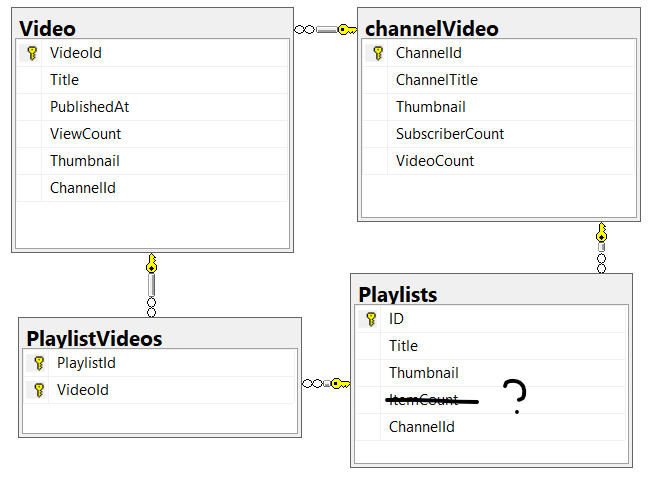 Video
VideoId
Title
PublishedAt
ViewCount
Thumbnail
ChannelId
channelVideo
ChannelId
ChannelTitle
Thumbnail
SubscriberCount
VideoCount
PlaylistVideos
PlaylistId
VideoId
Playlists
ID
Title
Thumbnail
ItemCount
?
ChannelId